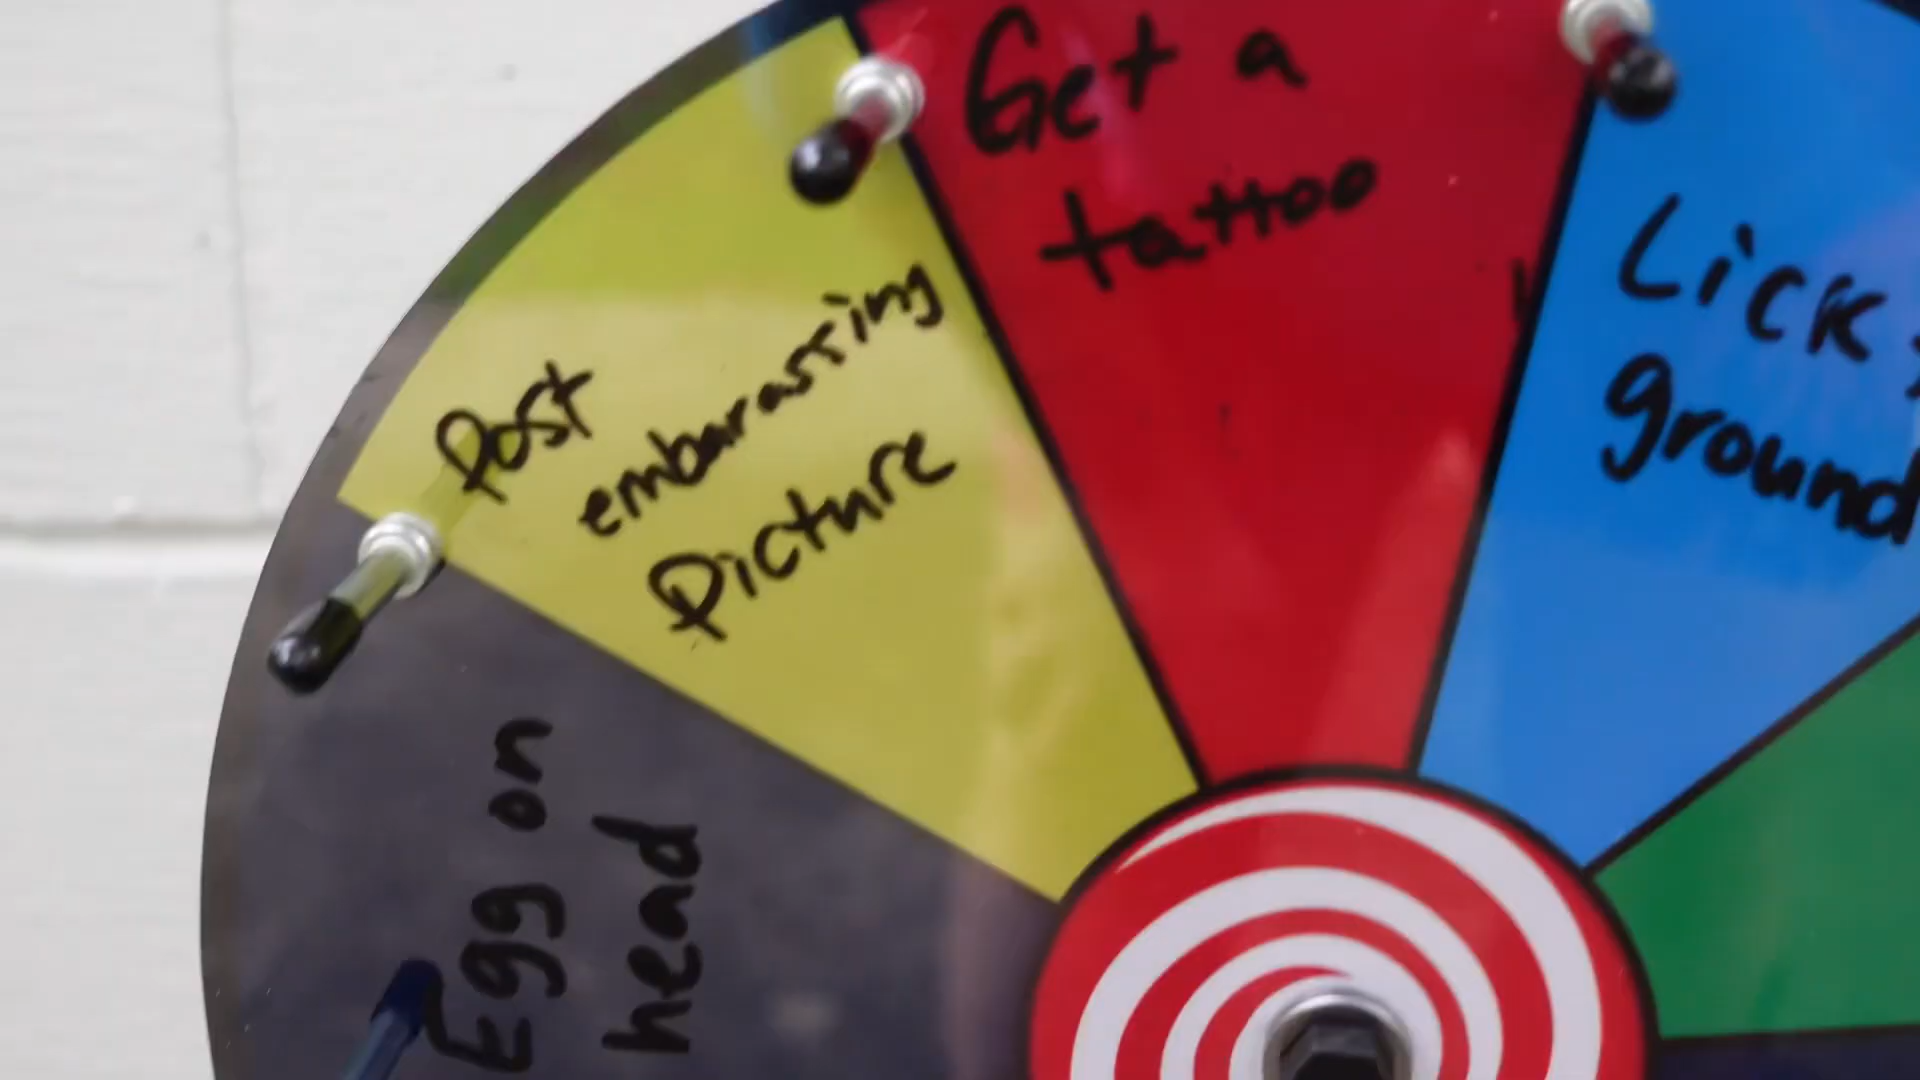 Get a
tattoo
Lick
ground
Post
embarassing
picture
Egg on
head